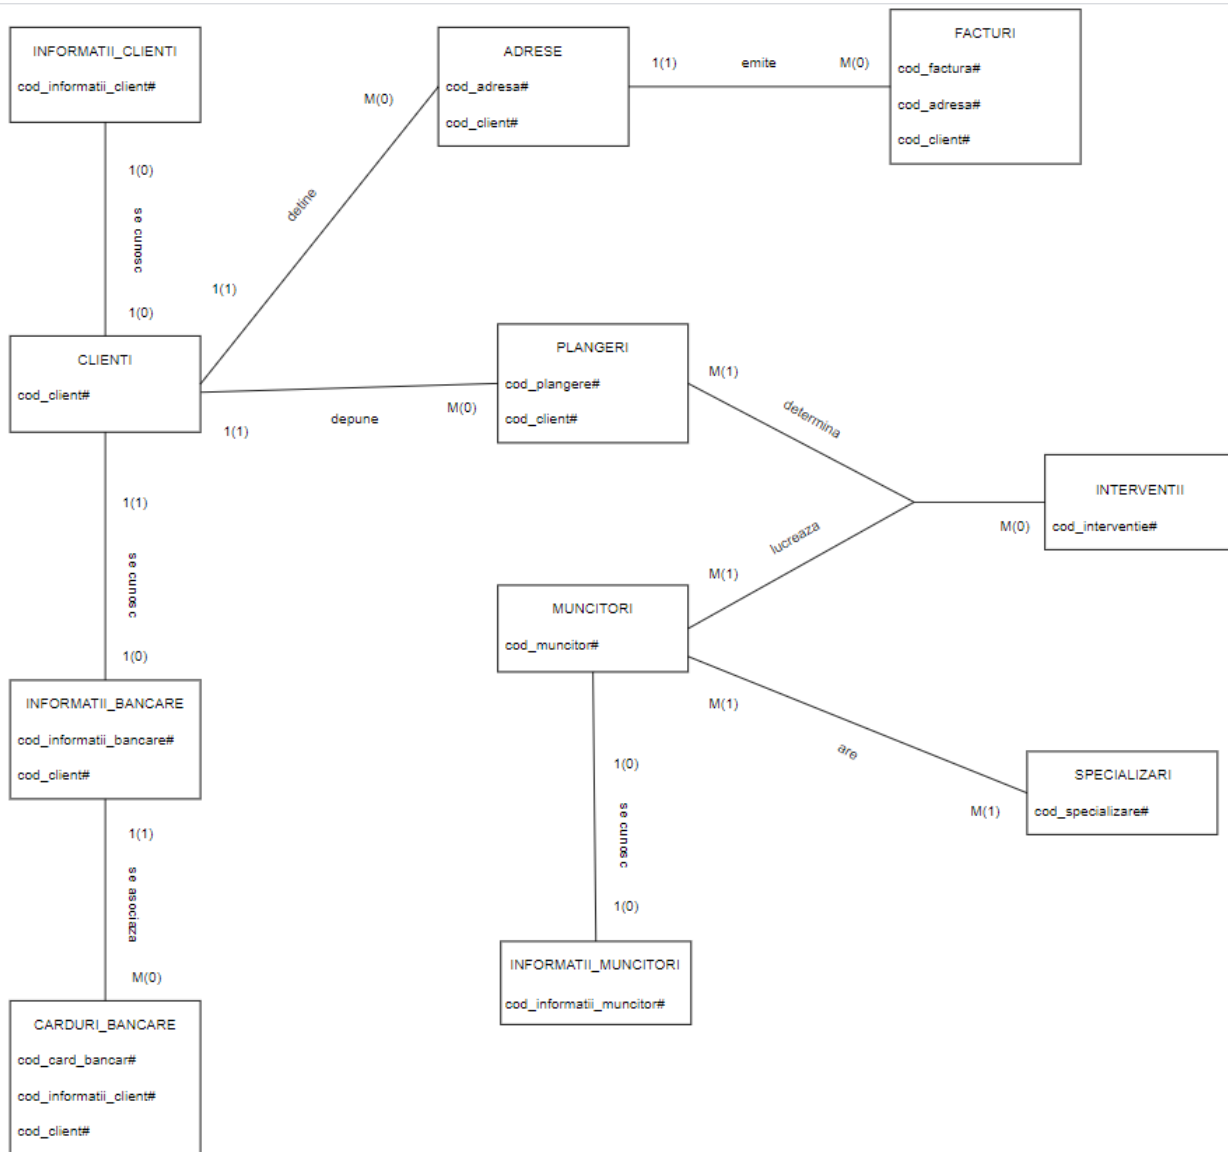 INFORMATII_CLIENTI
cod_informatii_client#
ADRESE
cod_adresa#
cod_client#
1(1) emite M(0)
FACTURI
cod_factura#
cod_adresa#
cod_client#
1(0)
se cunosc
1(0)
M(0)
detine
1(1)
CLIENTI
cod_client#
1(1)
depune
M(0)
PLANGERI
cod_plangere#
cod_client#
M(1)
determina
lucreaza
M(1)
M(0)
INTERVENTII
cod_interventie#
1(1)
se cunosc
1(0)
MUNCITORI
cod_muncitor#
M(1)
are
M(1)
SPECIALIZARI
cod_specializare#
INFORMATII_BANCARE
cod_informatii_bancare#
cod_client#
1(0)
se cunosc
1(0)
INFORMATII_MUNCITORI
cod_informatii_muncitor#
1(1)
se asociaza
M(0)
CARDURI_BANCARE
cod_card_bancar#
cod_informatii_client#
cod_client#